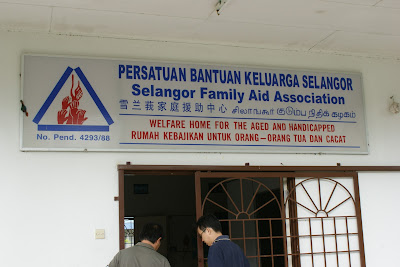 PERSATUAN BANTUAN KELUARGA SELANGOR
Selangor Family Aid Association
雪兰莪家庭援助中心 சிலாங்கூர் குடும்ப நிதிக் கழகம்
WELFARE HOME FOR THE AGED AND HANDICAPPED
RUMAH KEBAJIKAN UNTUK ORANG-ORANG TUA DAN CACAT
No. Pend. 4293/88